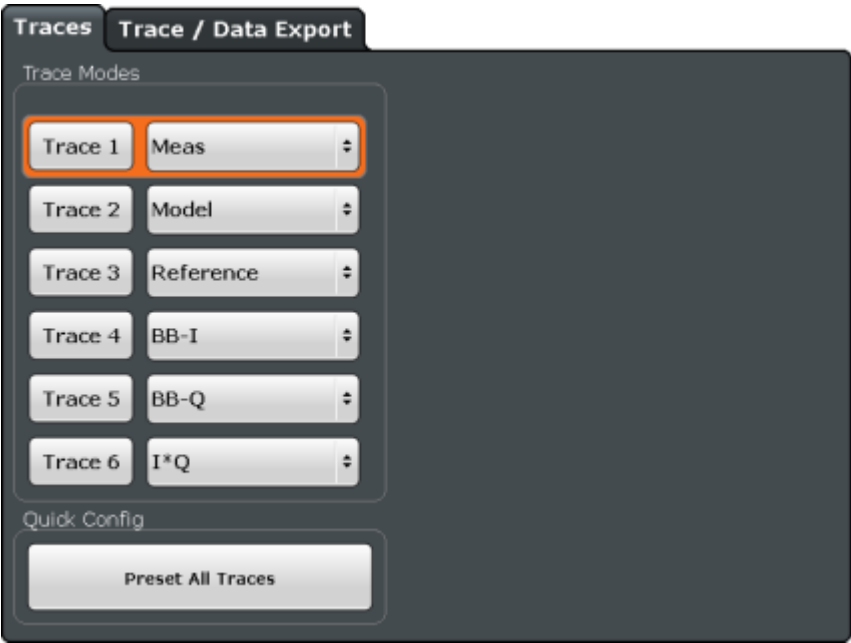 Traces Trace / Data Export
Trace Modes
Trace 1 Meas
Trace 2 Model
Trace 3 Reference
Trace 4 BB-I
Trace 5 BB-Q
Trace 6 I*Q
Quick Config
Preset All Traces